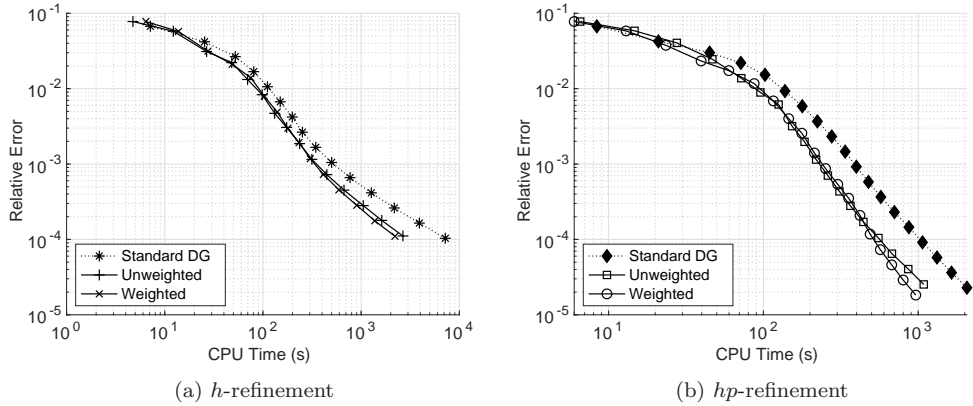 10^-1
10^-2
10^-3
10^-4
10^-5
Relative Error
10^0 10^1 10^2 10^3 10^4
CPU Time (s)
Standard DG
Unweighted
Weighted
(a) h-refinement
10^-1
10^-2
10^-3
10^-4
10^-5
Relative Error
10^1 10^2 10^3
CPU Time (s)
Standard DG
Unweighted
Weighted
(b) hp-refinement